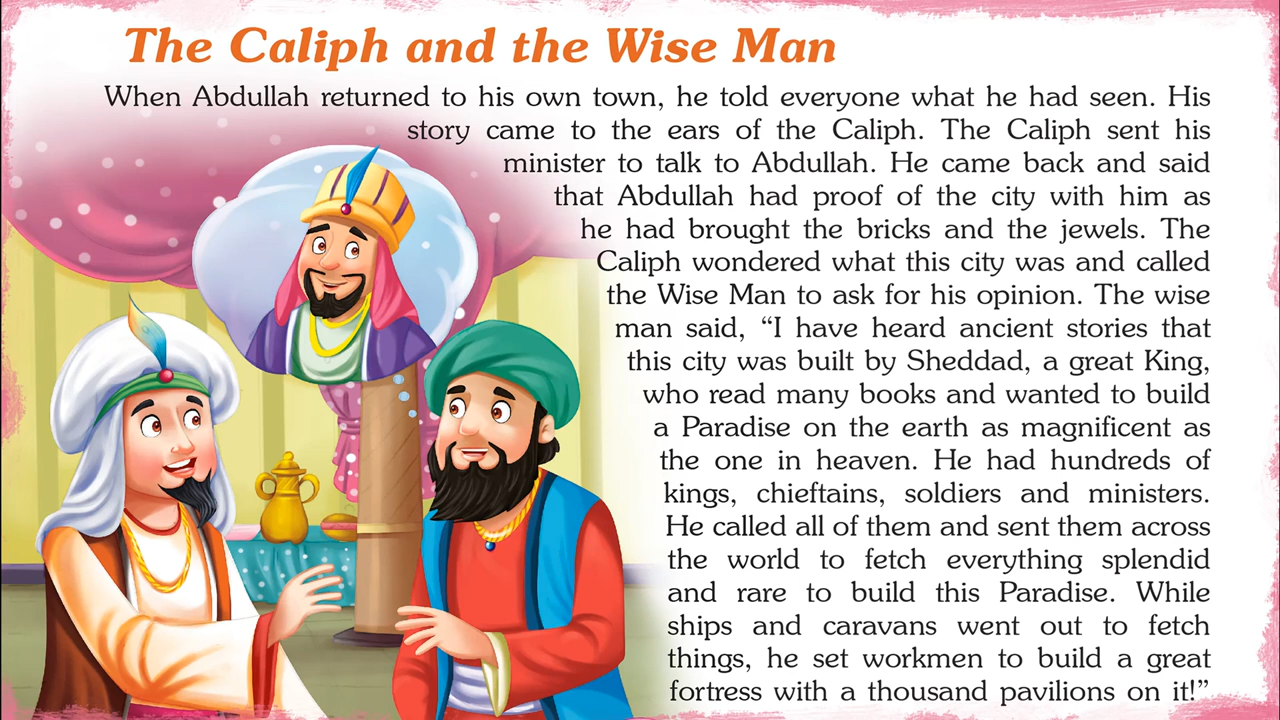 The Caliph and the Wise Man
When Abdullah returned to his own town, he told everyone what he had seen. His
story came to the ears of the Caliph. The Caliph sent his
minister to talk to Abdullah. He came back and said
that Abdullah had proof of the city with him as
he had brought the bricks and the jewels. The
Caliph wondered what this city was and called
the Wise Man to ask for his opinion. The wise
man said, “I have heard ancient stories that
this city was built by Sheddad, a great King,
who read many books and wanted to build
a Paradise on the earth as magnificent as
the one in heaven. He had hundreds of
kings, chieftains, soldiers and ministers.
He called all of them and sent them across
the world to fetch everything splendid
and rare to build this Paradise. While
ships and caravans went out to fetch
things, he set workmen to build a great
fortress with a thousand pavilions on it!”